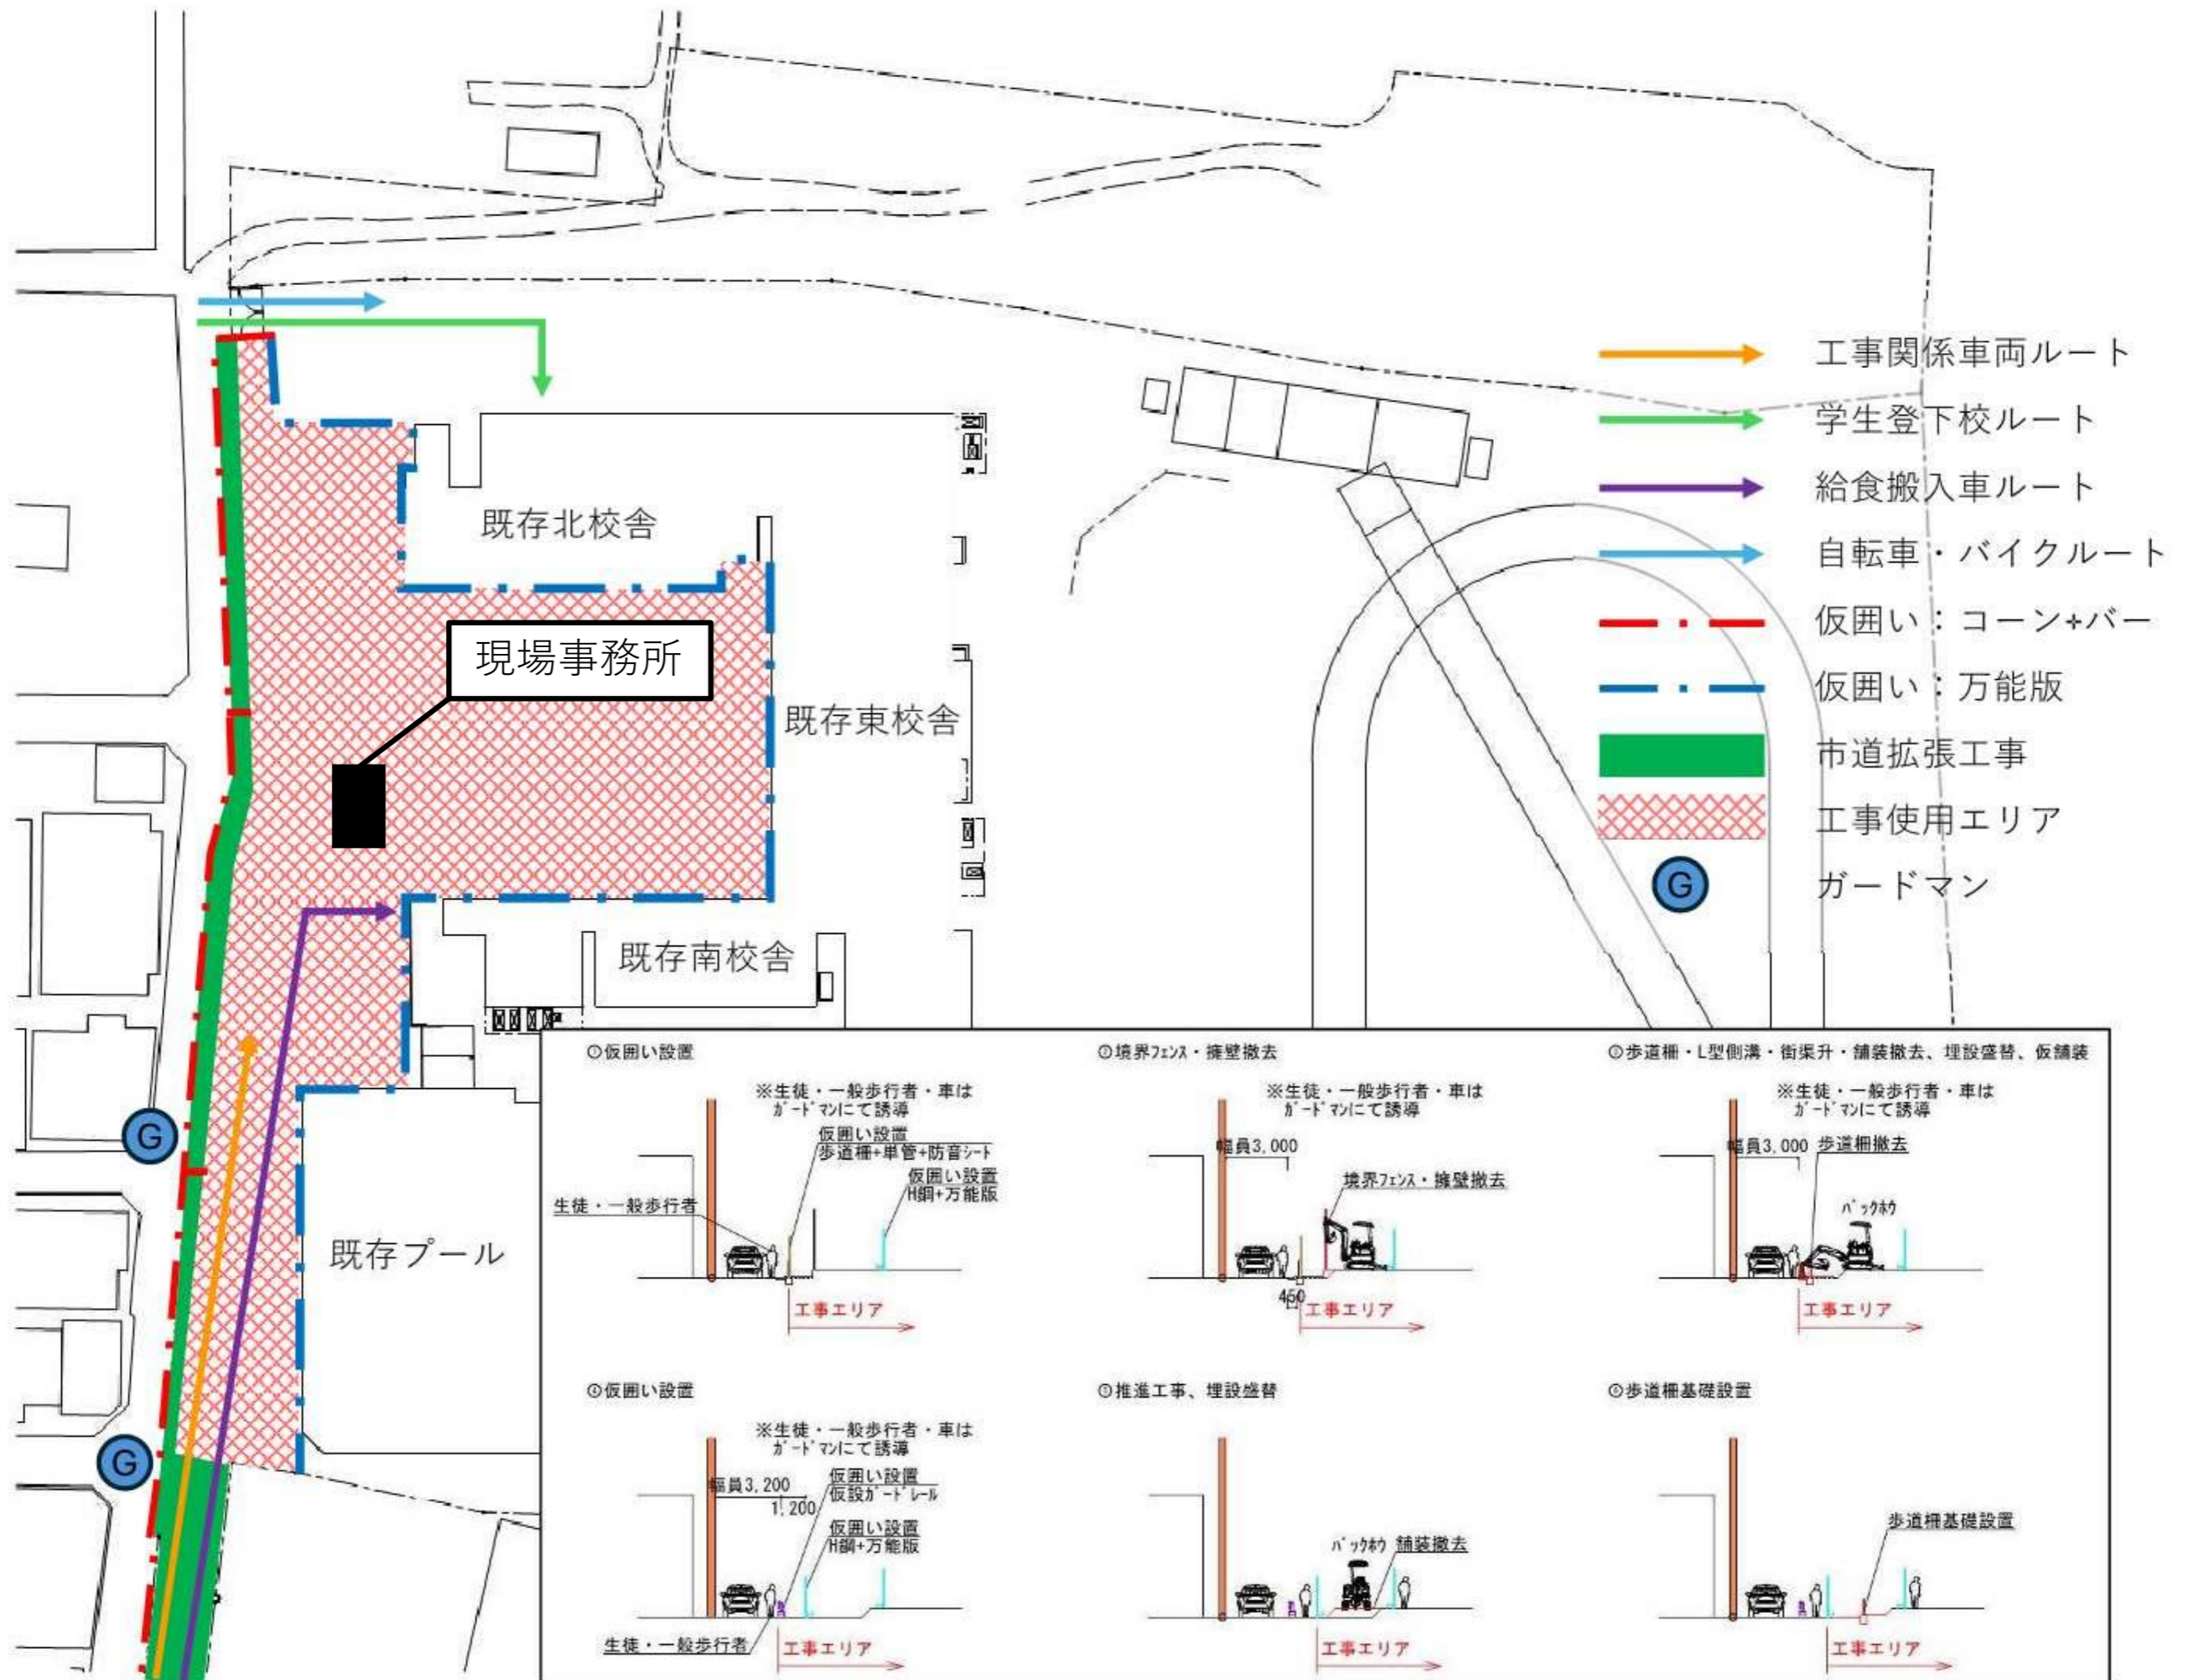 工事関係車両ルート
学生登下校ルート
給食搬入車ルート
自転車・バイクルート
仮囲い：コーン+バー
仮囲い：万能版
市道拡張工事
工事使用エリア
G
ガードマン
既存北校舎
現場事務所
既存東校舎
既存南校舎
既存プール
G
G
①仮囲い設置
※生徒・一般歩行者・車は
ガードマンにて誘導
仮囲い設置
歩道柵+単管+防音シート
仮囲い設置
H鋼+万能版
生徒・一般歩行者
工事エリア
②境界フェンス・擁壁撤去
※生徒・一般歩行者・車は
ガードマンにて誘導
幅員3,000
境界フェンス・擁壁撤去
450
工事エリア
③歩道柵・L型側溝・街渠升・舗装撤去、埋設盛替、仮舗装
※生徒・一般歩行者・車は
ガードマンにて誘導
幅員3,000
歩道柵撤去
バックホウ
工事エリア
④仮囲い設置
※生徒・一般歩行者・車は
ガードマンにて誘導
幅員3,200
1,200
仮囲い設置
仮設ガードレール
仮囲い設置
H鋼+万能版
生徒・一般歩行者
工事エリア
⑤推進工事、埋設盛替
バックホウ
舗装撤去
工事エリア
⑥歩道柵基礎設置
歩道柵基礎設置
工事エリア